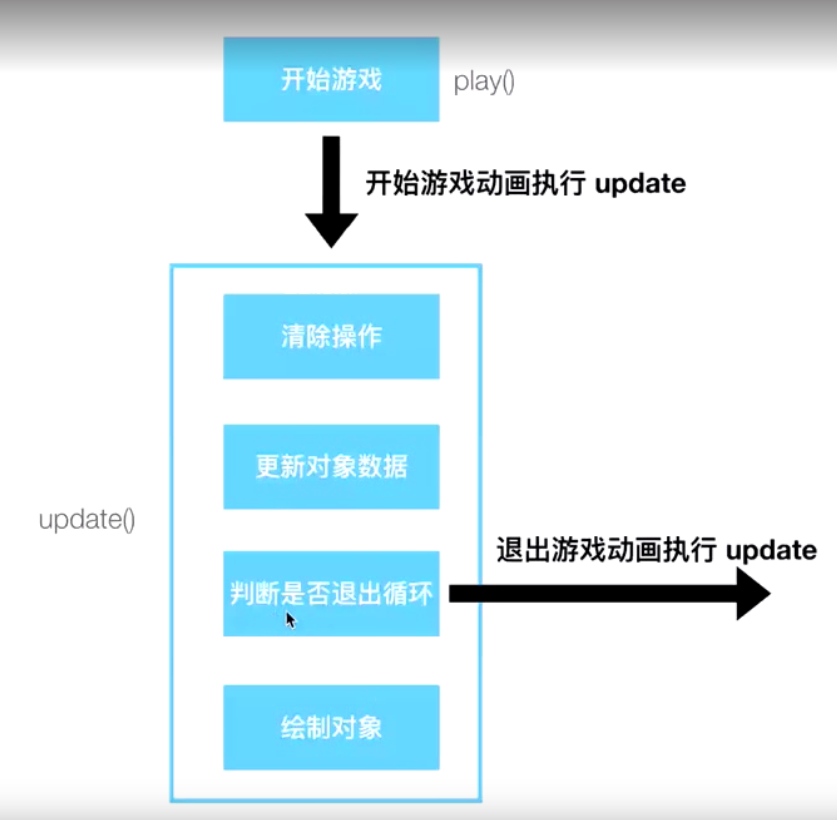 开始游戏 play()
开始游戏动画执行 update
清除操作
更新对象数据
update()
退出游戏动画执行 update
判断是否退出循环
绘制对象